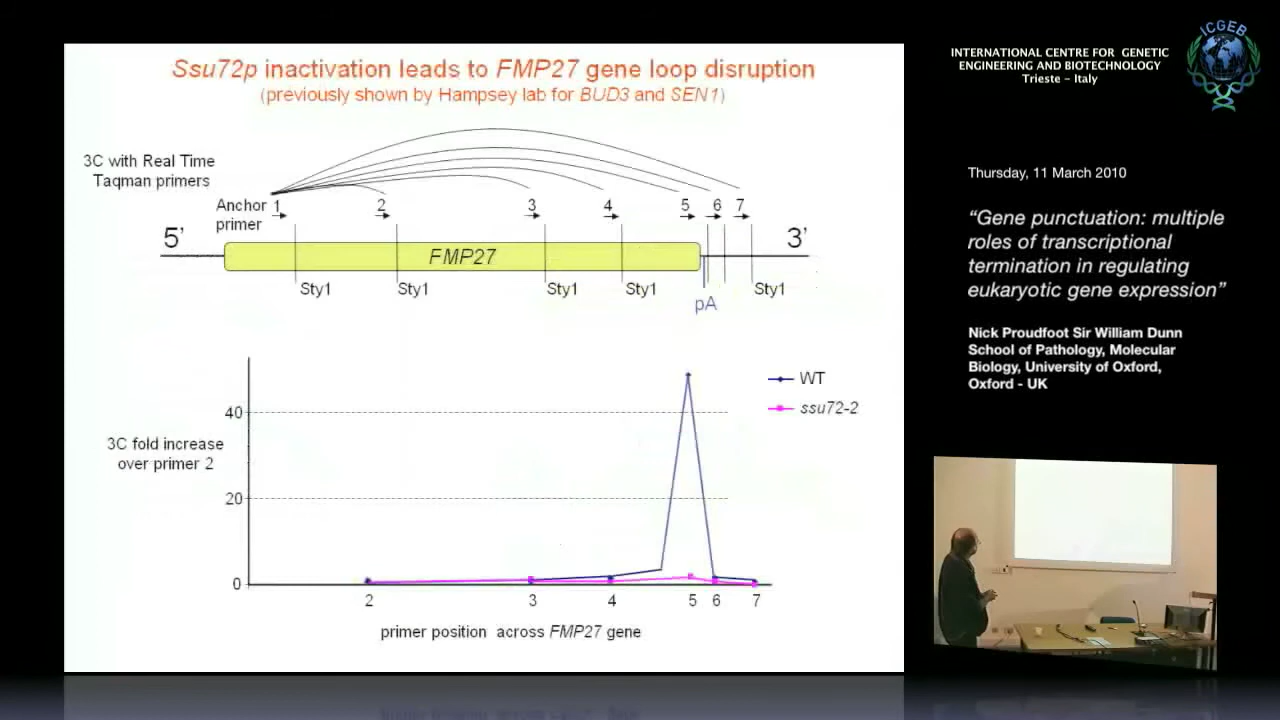 Ssu72p inactivation leads to FMP27 gene loop disruption
(previously shown by Hampsey lab for BUD3 and SEN1)
3C with Real Time
Taqman primers
Anchor
primer
1
2
3
4
5
6
7
5’
FMP27
3’
Sty1
Sty1
Sty1
Sty1
Sty1
pA
WT
ssu72-2
3C fold increase
over primer 2
40
20
0
2
3
4
5
6
7
primer position across FMP27 gene
ICGEB
INTERNATIONAL CENTRE FOR GENETIC
ENGINEERING AND BIOTECHNOLOGY
Trieste – Italy
Thursday, 11 March 2010
“Gene punctuation: multiple
roles of transcriptional
termination in regulating
eukaryotic gene expression”
Nick Proudfoot Sir William Dunn
School of Pathology, Molecular
Biology, University of Oxford,
Oxford - UK